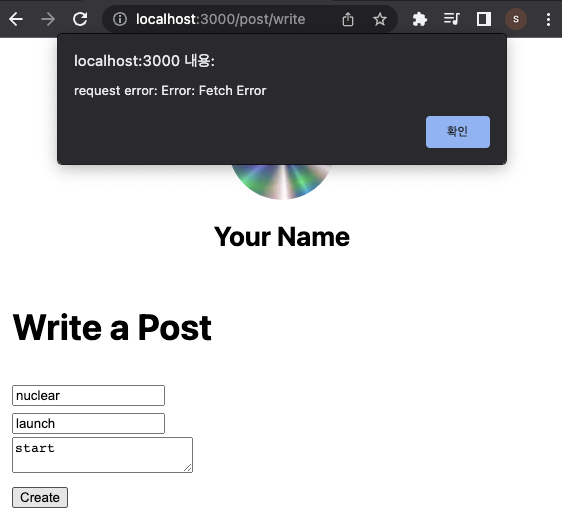 localhost:3000/post/write
S
localhost:3000 내용:
request error: Error: Fetch Error
확인
Your Name
Write a Post
nuclear
launch
start
Create